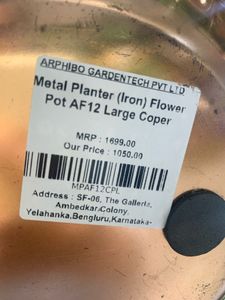 ARPHIBO GARDENTECH PVT LTD
Metal Planter (Iron) Flower
Pot AF12 Large Coper
MRP : 1699.00
Our Price : 1050.00
MPAF12CPL
Address : SF-06, The Galleria,
Ambedkar Colony,
Yelahanka,Bengluru,Karnataka-